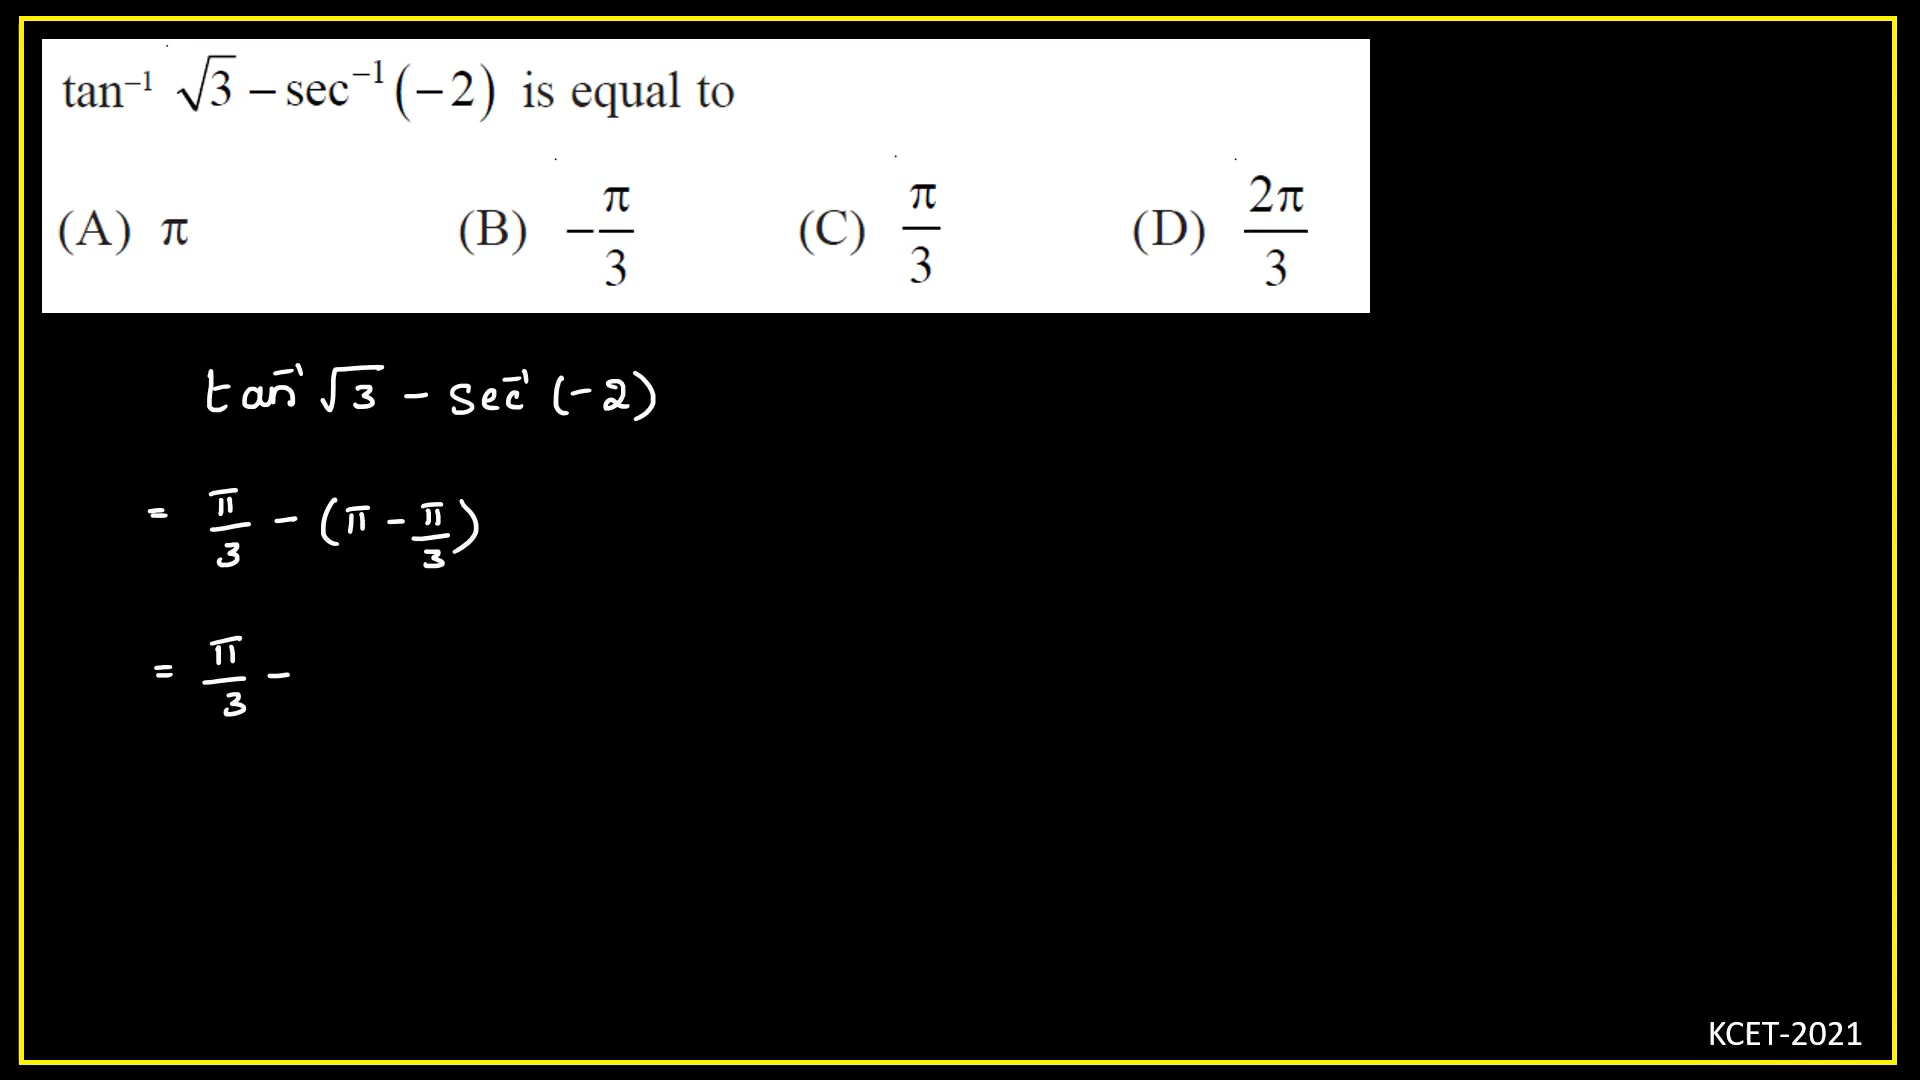 tan⁻¹ √3 − sec⁻¹(−2) is equal to
(A) π (B) −π/3 (C) π/3 (D) 2π/3
tan⁻¹ √3 − sec⁻¹ (−2)
= π/3 − (π − π/3)
= π/3 −
KCET-2021